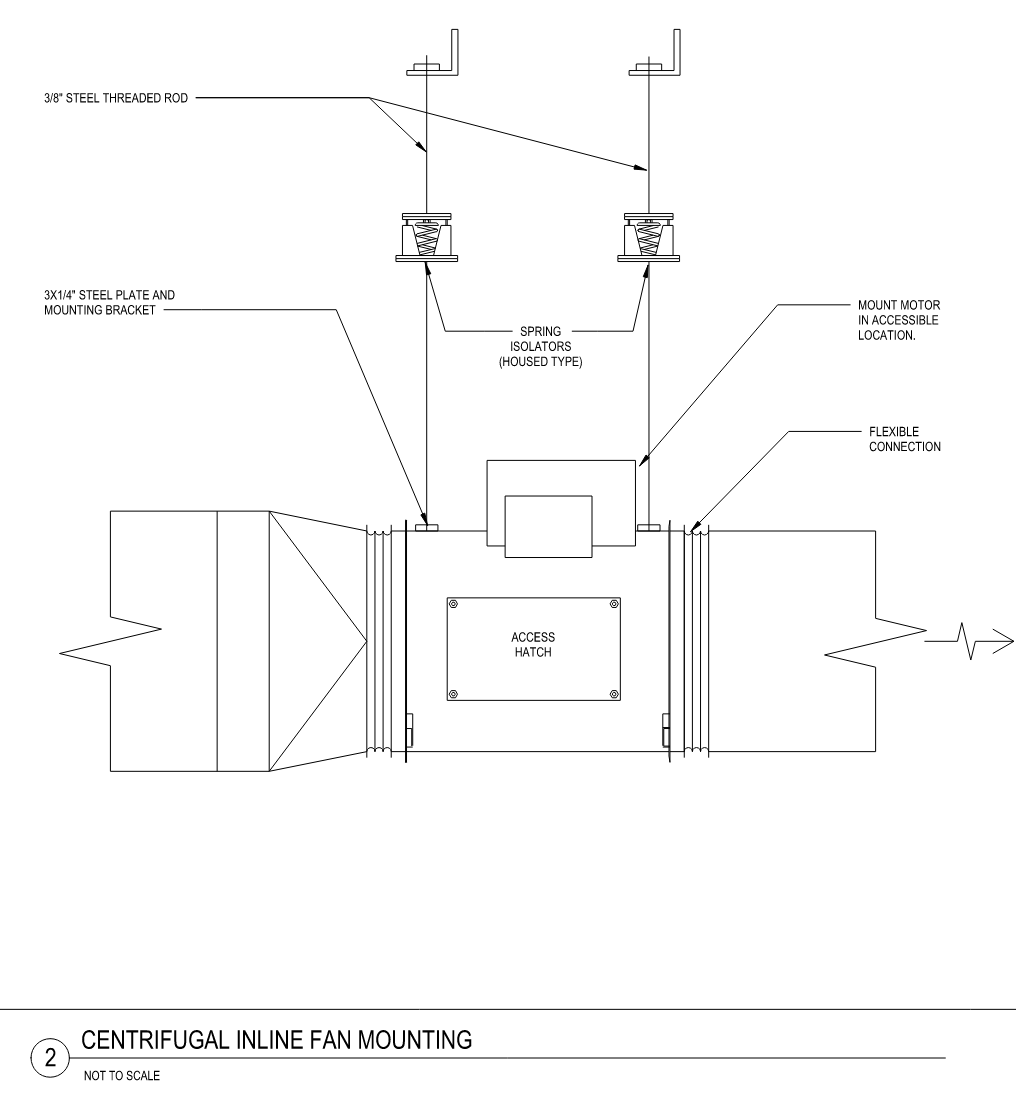 3/8" STEEL THREADED ROD
3X1/4" STEEL PLATE AND
MOUNTING BRACKET
SPRING
ISOLATORS
(HOUSED TYPE)
MOUNT MOTOR
IN ACCESSIBLE
LOCATION.
FLEXIBLE
CONNECTION
ACCESS
HATCH
2
CENTRIFUGAL INLINE FAN MOUNTING
NOT TO SCALE